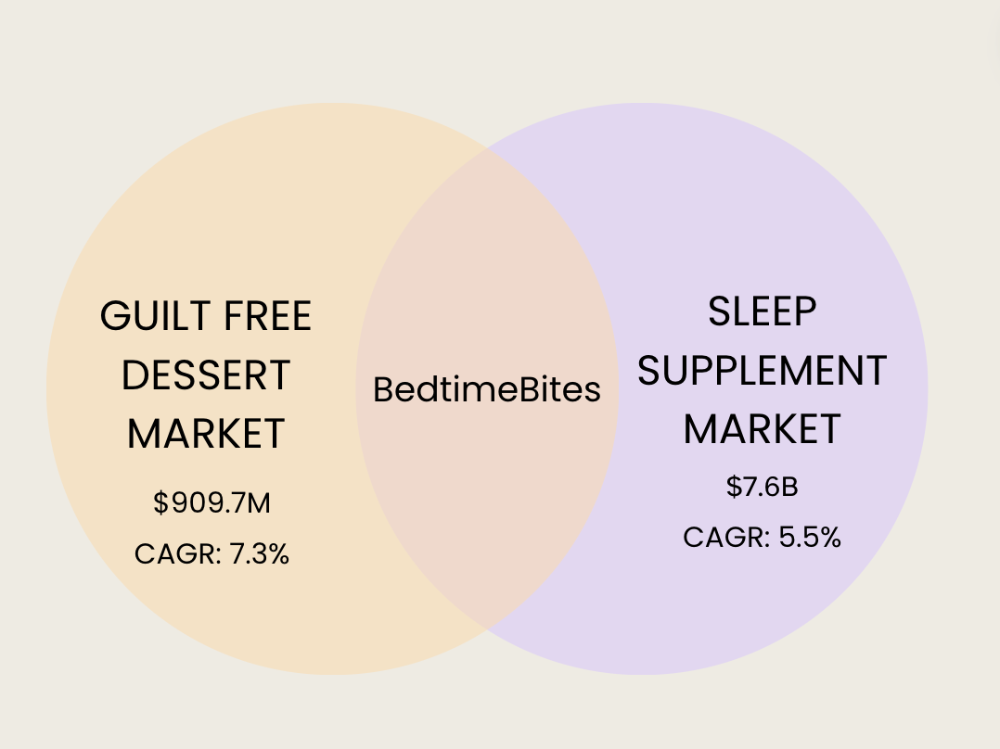 GUILT FREE
DESSERT
MARKET
$909.7M
CAGR: 7.3%
BedtimeBites
SLEEP
SUPPLEMENT
MARKET
$7.6B
CAGR: 5.5%